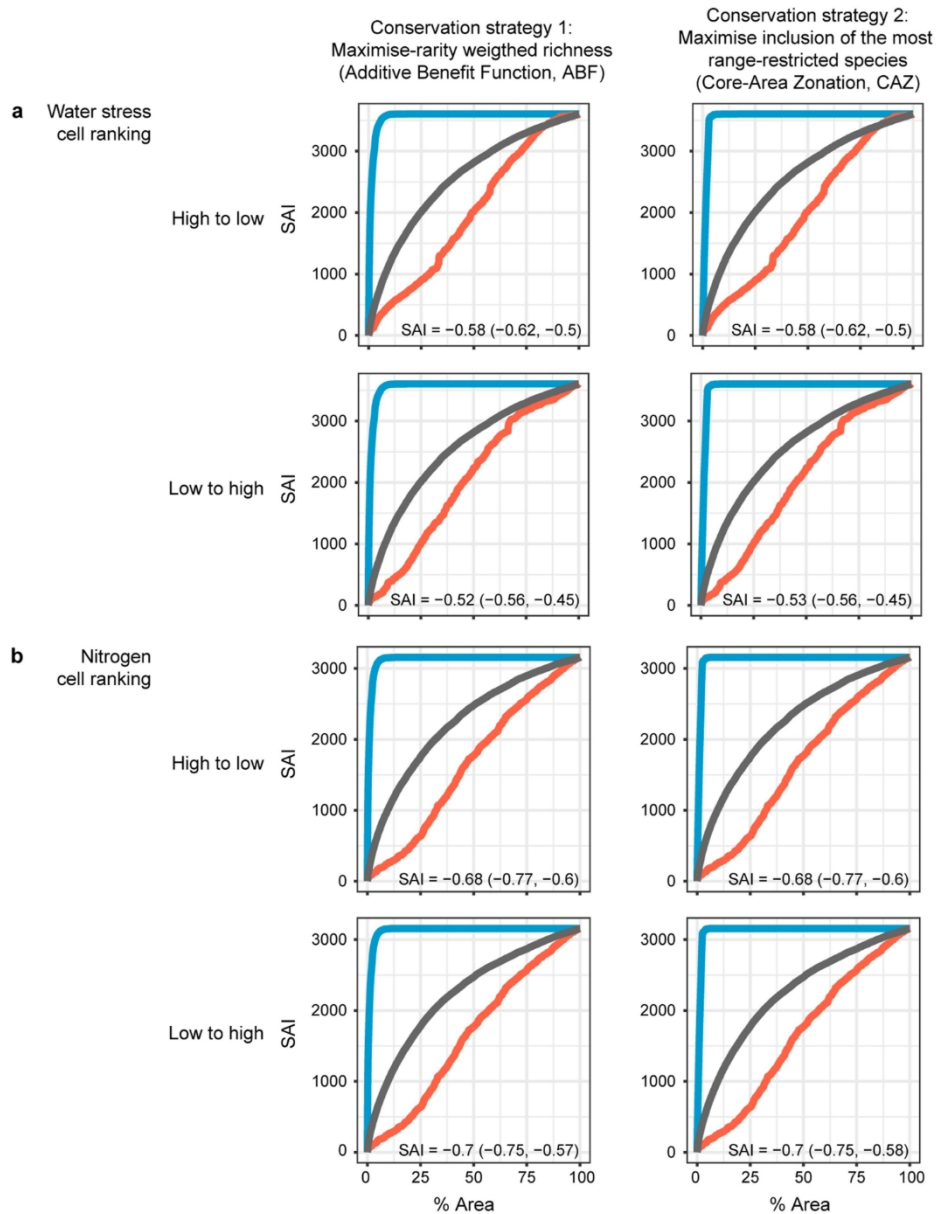 Conservation strategy 1:
Maximise-rarity weigthed richness
(Additive Benefit Function, ABF)
Conservation strategy 2:
Maximise inclusion of the most
range-restricted species
(Core-Area Zonation, CAZ)
a Water stress
cell ranking
High to low
SAI
3000
2000
1000
0
SAI = −0.58 (−0.62, −0.5)
3000
2000
1000
0
SAI = −0.58 (−0.62, −0.5)
Low to high
SAI
3000
2000
1000
0
SAI = −0.52 (−0.56, −0.45)
3000
2000
1000
0
SAI = −0.53 (−0.56, −0.45)
b Nitrogen
cell ranking
High to low
SAI
3000
2000
1000
0
SAI = −0.68 (−0.77, −0.6)
3000
2000
1000
0
SAI = −0.68 (−0.77, −0.6)
Low to high
SAI
3000
2000
1000
0
SAI = −0.7 (−0.75, −0.57)
0 25 50 75 100
% Area
3000
2000
1000
0
SAI = −0.7 (−0.75, −0.58)
0 25 50 75 100
% Area